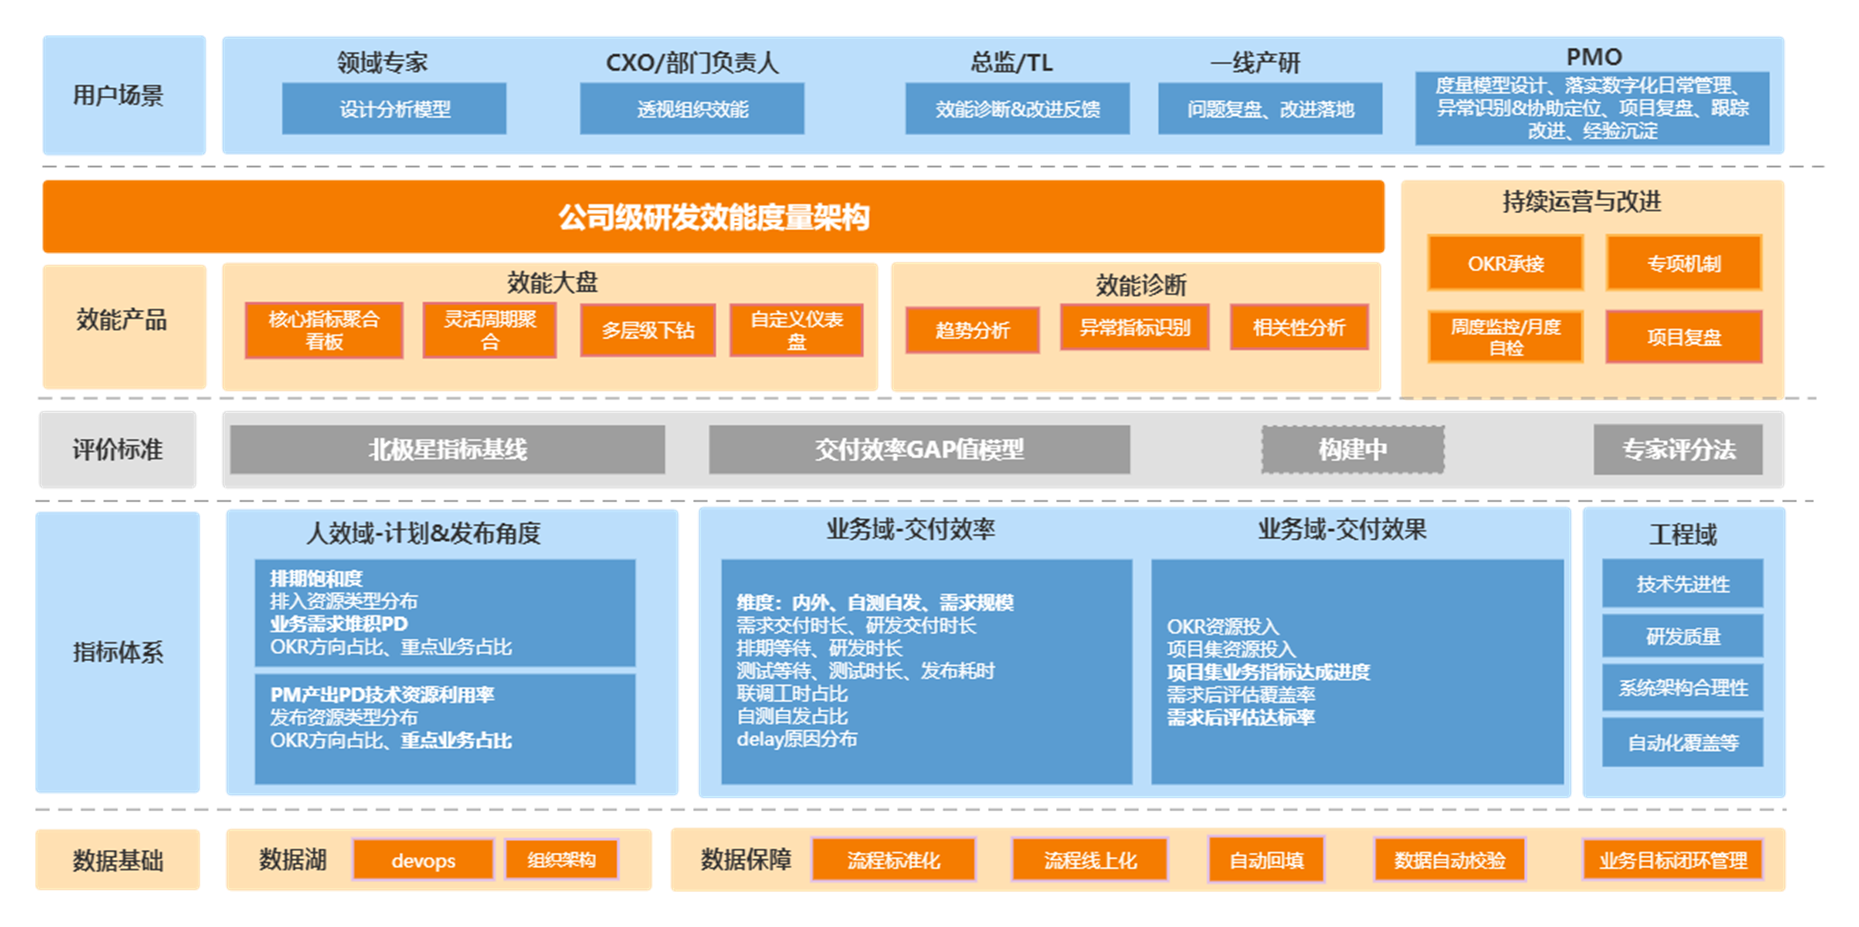 用户场景
领域专家
设计分析模型
CXO/部门负责人
透视组织效能
总监/TL
效能诊断&改进反馈
一线产研
问题复盘、改进落地
PMO
度量模型设计、落实数字化日常管理、
异常识别&协助定位、项目复盘、跟踪
改进、经验沉淀
公司级研发效能度量架构
持续运营与改进
OKR承接
专项机制
周度监控/月度
自检
项目复盘
效能产品
效能大盘
核心指标聚合
看板
灵活周期聚
合
多层级下钻
自定义仪表
盘
效能诊断
趋势分析
异常指标识别
相关性分析
评价标准
北极星指标基线
交付效率GAP值模型
构建中
专家评分法
指标体系
人效域-计划&发布角度
排期饱和度
排入资源类型分布
业务需求堆积PD
OKR方向占比、重点业务占比
PM产出PD技术资源利用率
发布资源类型分布
OKR方向占比、重点业务占比
业务域-交付效率
维度：内外、自测自发、需求规模
需求交付时长、研发交付时长
排期等待、研发时长
测试等待、测试时长、发布耗时
联调工时占比
自测自发占比
delay原因分布
业务域-交付效果
OKR资源投入
项目集资源投入
项目集业务指标达成进度
需求后评估覆盖率
需求后评估达标率
工程域
技术先进性
研发质量
系统架构合理性
自动化覆盖等
数据基础
数据湖
devops
组织架构
数据保障
流程标准化
流程线上化
自动回填
数据自动校验
业务目标闭环管理